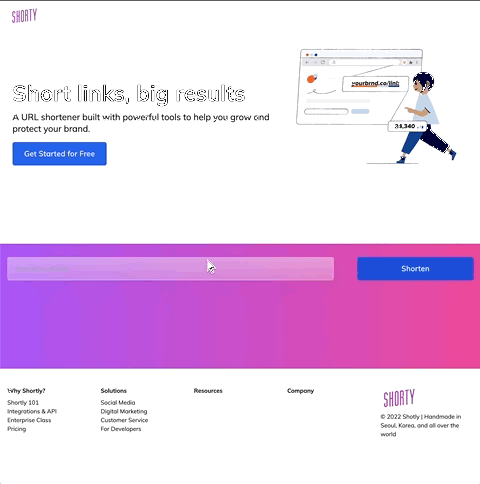 SHORTY
yourbrnd.co/link
Short links, big results
A URL shortener built with powerful tools to help you grow and
protect your brand.
34,340
Get Started for Free
Shorten
Why Shortly?
Solutions
Resources
Company
Shortly 101
Integrations & API
Enterprise Class
Pricing
Social Media
Digital Marketing
Customer Service
For Developers
SHORTY
© 2022 Shotly | Handmade in
Seoul, Korea, and all over the
world